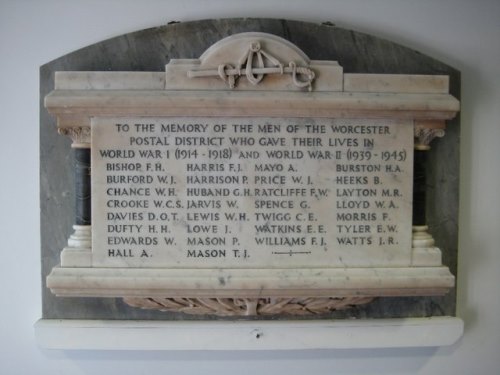 TO THE MEMORY OF THE MEN OF THE WORCESTER
POSTAL DISTRICT WHO GAVE THEIR LIVES IN
WORLD WAR I (1914-1918) AND WORLD WAR II (1939-1945)
BISHOP F.H. HARRIS F.J. MAYO A. BURSTON H.A.
BURFORD W.J. HARRISON P. PRICE W.J. HEEKS B.
CHANCE W.H. HUBAND G.H. RATCLIFFE F.W. LAYTON M.R.
CROOKE W.C.S. JARVIS W. SPENCE G. LLOYD W.A.
DAVIES D.O.T. LEWIS W.H. TWIGG C.E. MORRIS F.
DUFTY H.H. LOWE J. WATKINS E.E. TYLER E.W.
EDWARDS W. MASON P. WILLIAMS F.J. WATTS J.R.
HALL A. MASON T.J.